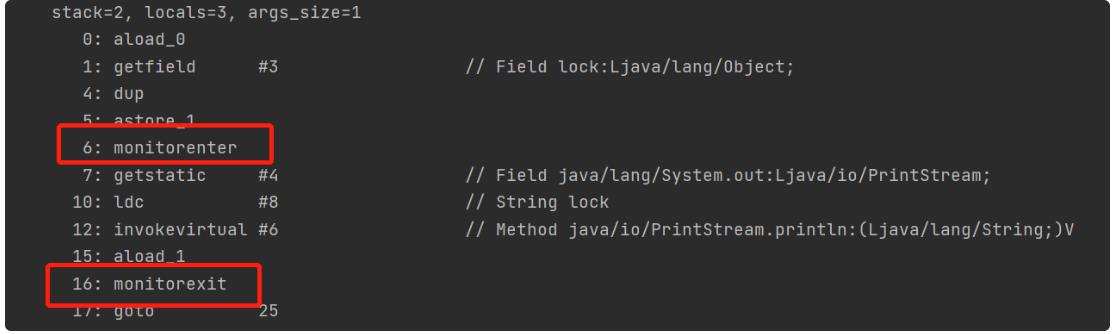 stack=2, locals=3, args_size=1
0: aload_0
1: getfield #3 // Field lock:Ljava/lang/Object;
4: dup
5: astore_1
6: monitorenter
7: getstatic #4 // Field java/lang/System.out:Ljava/io/PrintStream;
10: ldc #8 // String lock
12: invokevirtual #6 // Method java/io/PrintStream.println:(Ljava/lang/String;)V
15: aload_1
16: monitorexit
17: goto 25